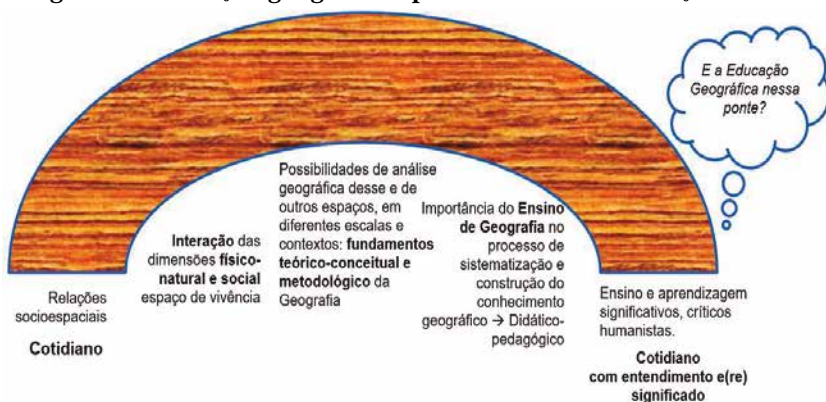 E a Educação
Geográfica nessa
ponte?
Relações
socioespaciais
Cotidiano
Interação das
dimensões físico-
natural e social
espaço de vivência
Possibilidades de análise
geográfica desse e de
outros espaços, em
diferentes escalas e
contextos: fundamentos
teórico-conceitual e
metodológico da
Geografia
Importância do Ensino
de Geografia no
processo de
sistematização e
construção do
conhecimento
geográfico → Didático-
pedagógico
Ensino e aprendizagem
significativos, críticos
humanistas.
Cotidiano
com entendimento e(re)
significado